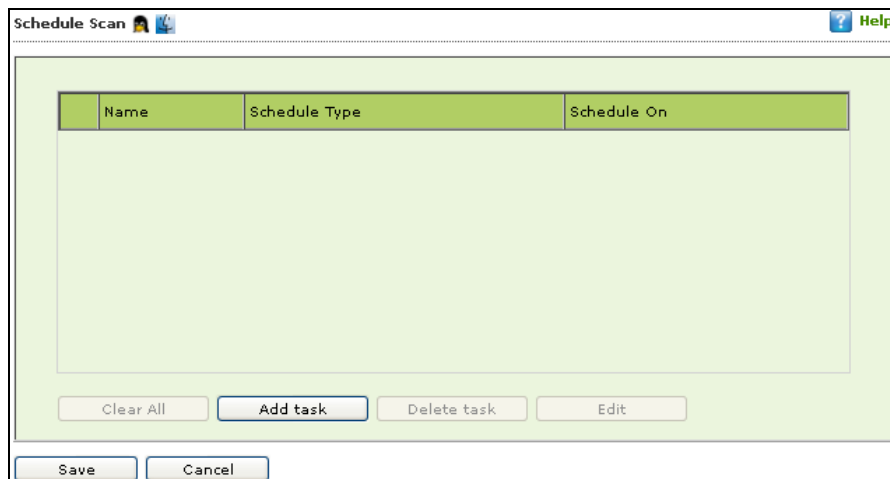 Schedule Scan
? Help
Name Schedule Type Schedule On
Clear All Add task Delete task Edit
Save Cancel